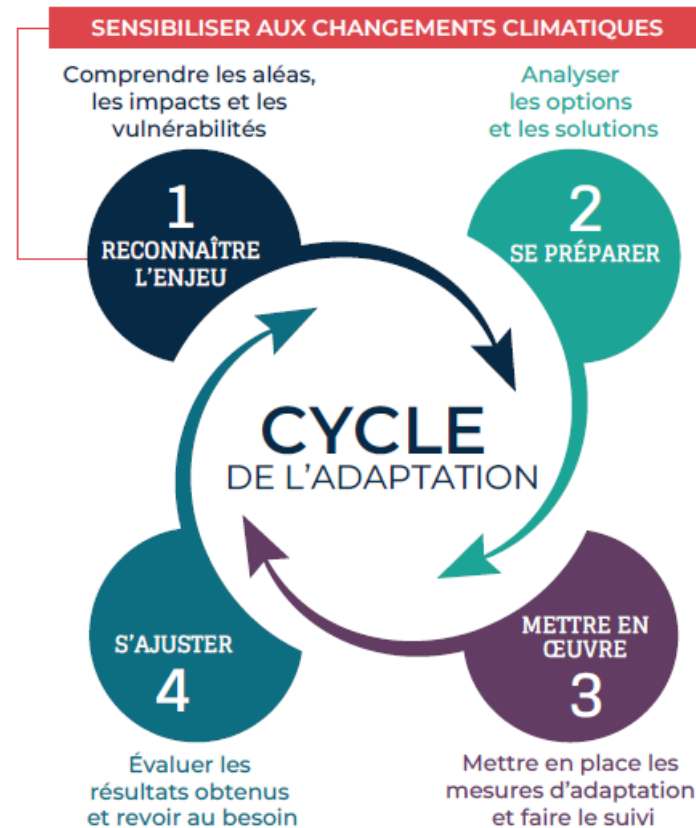 SENSIBILISER AUX CHANGEMENTS CLIMATIQUES
Comprendre les aléas,
les impacts et les
vulnérabilités
1
RECONNAÎTRE
L’ENJEU
Analyser
les options
et les solutions
2
SE PRÉPARER
CYCLE
DE L’ADAPTATION
METTRE EN
ŒUVRE
3
Mettre en place les
mesures d’adaptation
et faire le suivi
S’AJUSTER
4
Évaluer les
résultats obtenus
et revoir au besoin